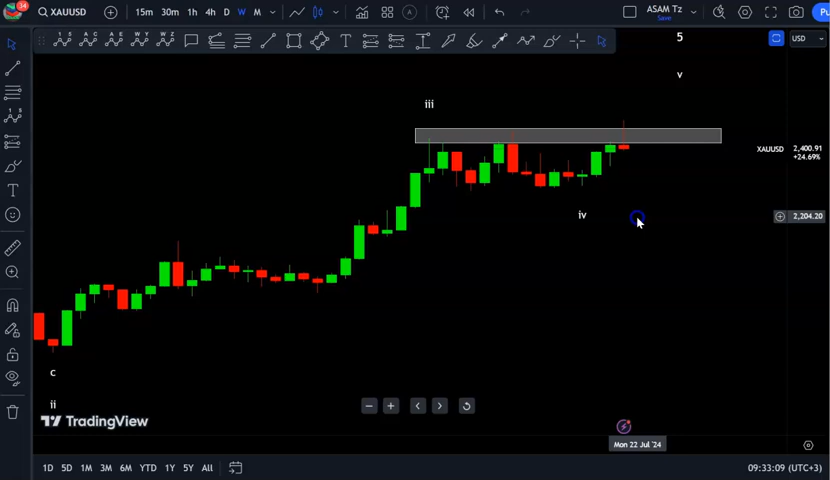 34
XAUUSD
15m 30m 1h 4h D W M
ASAM Tz
Save
Pu
USD
5
v
iii
iv
c
ii
XAUUSD
2,400.91
+24.69%
2,204.20
TradingView
Mon 22 Jul '24
1D 5D 1M 3M 6M YTD 1Y 5Y All
09:33:09 (UTC+3)